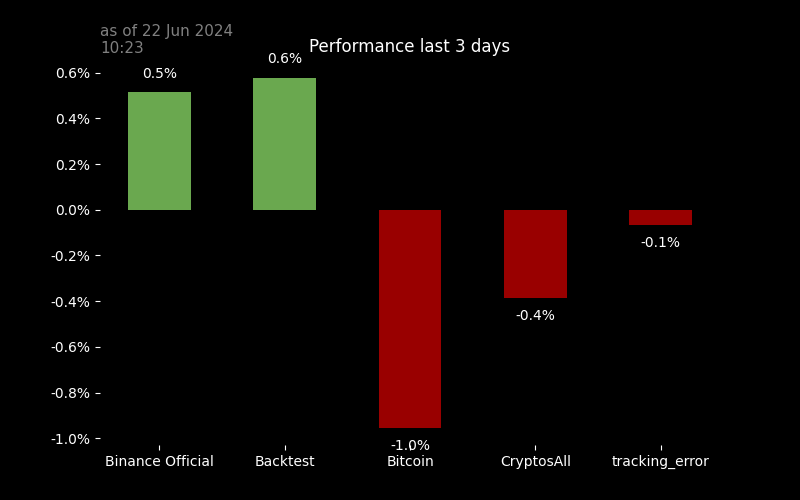 as of 22 Jun 2024
10:23
Performance last 3 days
0.6%
0.4%
0.2%
0.0%
-0.2%
-0.4%
-0.6%
-0.8%
-1.0%
0.5%
0.6%
-1.0%
-0.4%
-0.1%
Binance Official
Backtest
Bitcoin
CryptosAll
tracking_error